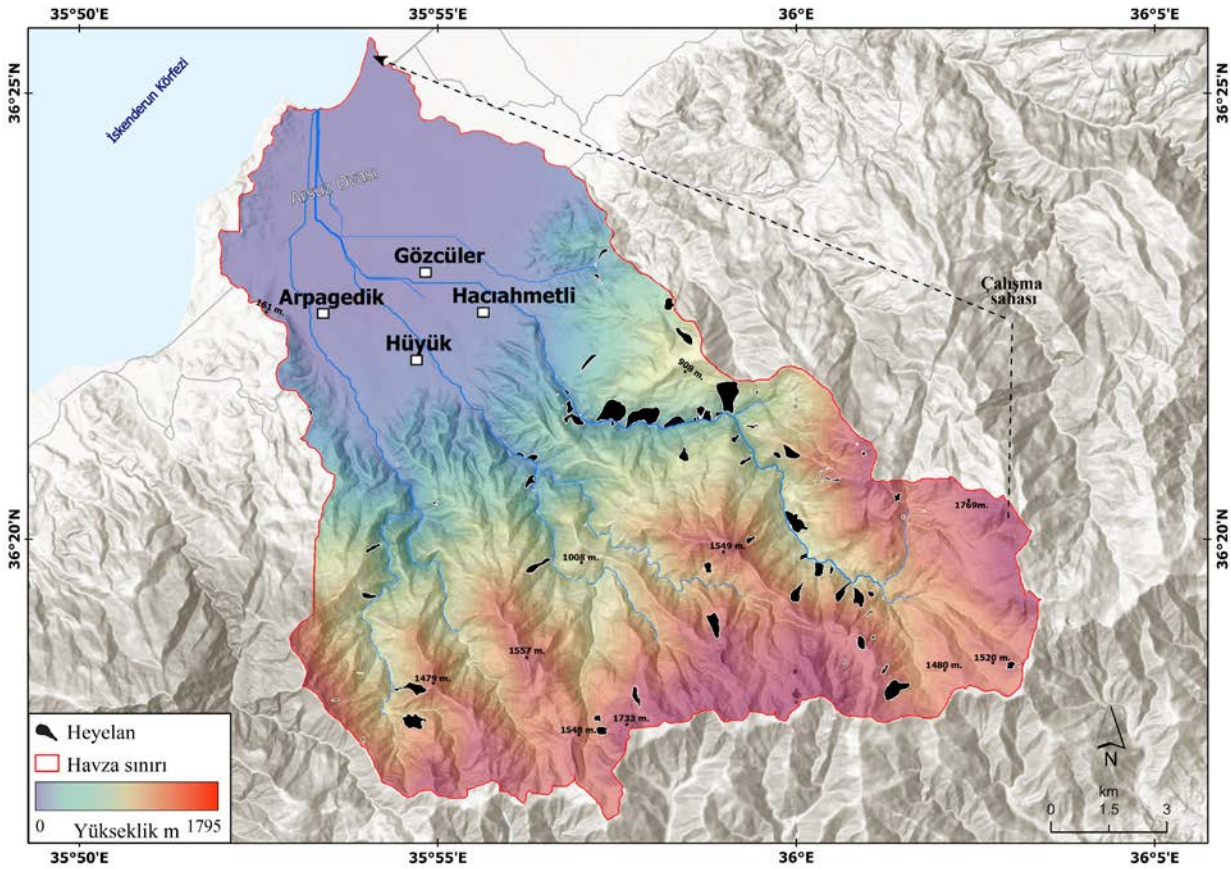 35°50'E 35°55'E 36°E 36°5'E
36°25'N
36°25'N
İskenderun Körfezi
Arsuz Ovası
Gözcüler
Arpagedik
Hacıahmetli
161 m.
Hüyük
Çalışma
sahası
908 m.
1769m.
36°20'N
36°20'N
1549 m.
1008 m.
1557 m.
1520 m.
1480 m.
1479 m.
1733 m.
Heyelan
Havza sınırı
0 Yükseklik m 1795
N
km
0 1.5 3
35°50'E 35°55'E 36°E 36°5'E